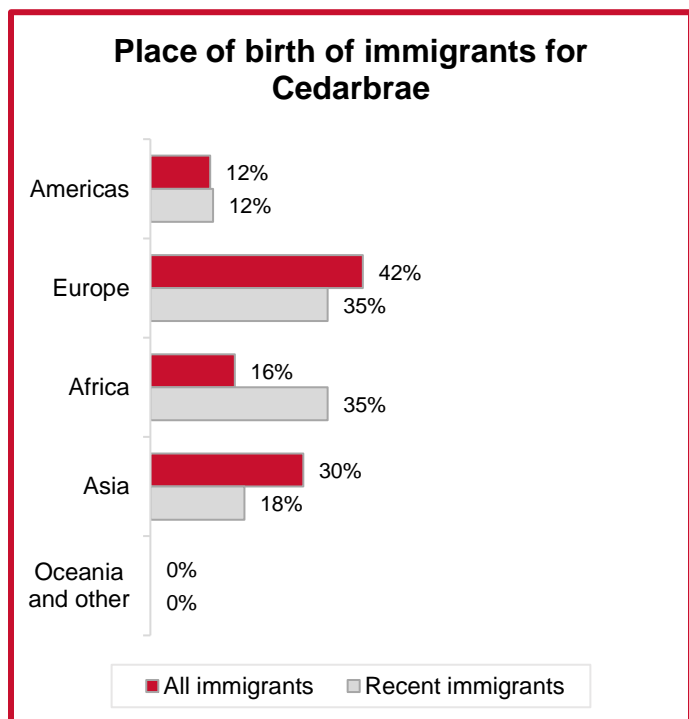 Place of birth of immigrants for
Cedarbrae
Americas
12%
12%
Europe
42%
35%
Africa
16%
35%
Asia
30%
18%
Oceania
and other
0%
0%
All immigrants
Recent immigrants